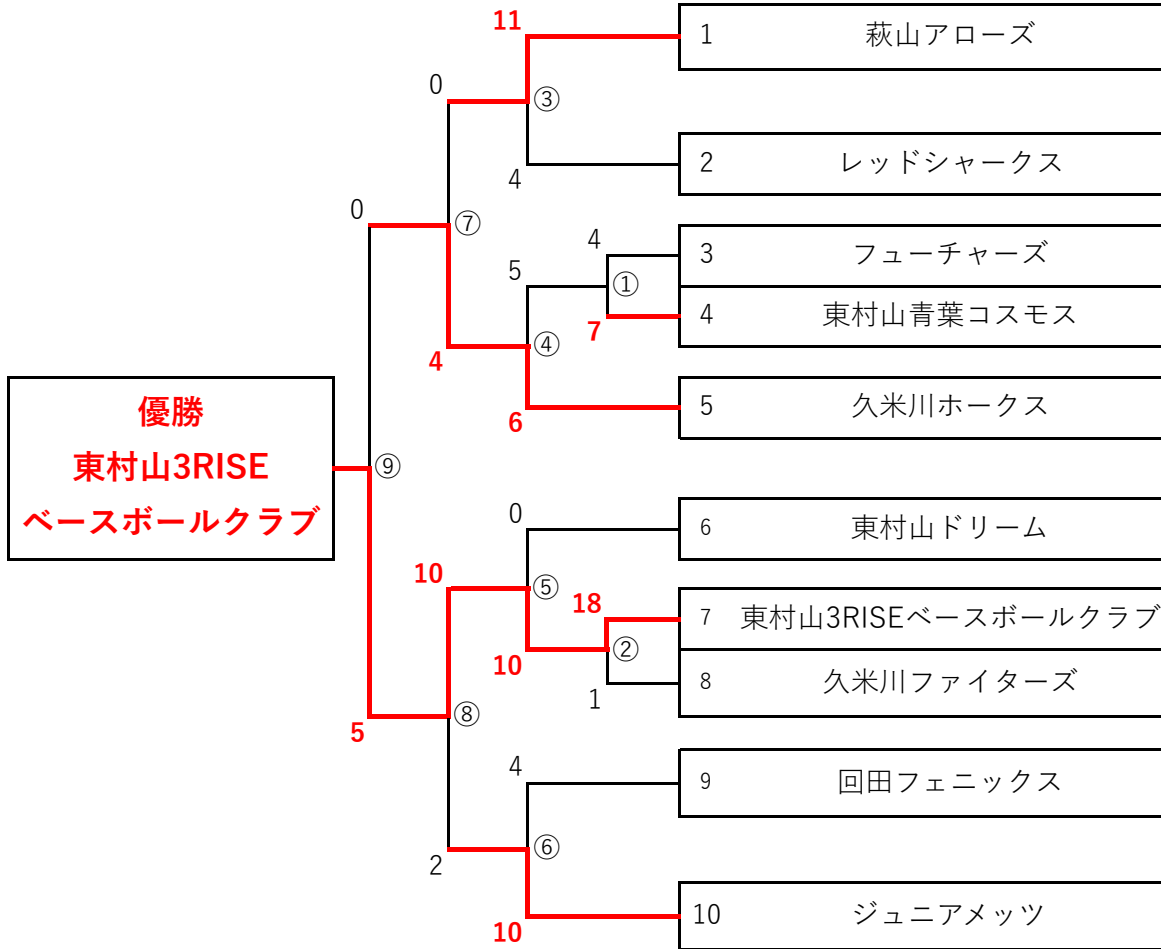 11
1 萩山アローズ
0
③
4
2 レッドシャークス
0
⑦
4
3 フューチャーズ
5
①
7
4 東村山青葉コスモス
4
④
6
5 久米川ホークス
優勝
東村山3RISE
ベースボールクラブ
⑨
0
6 東村山ドリーム
10
⑤
18
7 東村山3RISEベースボールクラブ
10
②
1
8 久米川ファイターズ
5
⑧
4
9 回田フェニックス
2
⑥
10
10 ジュニアメッツ